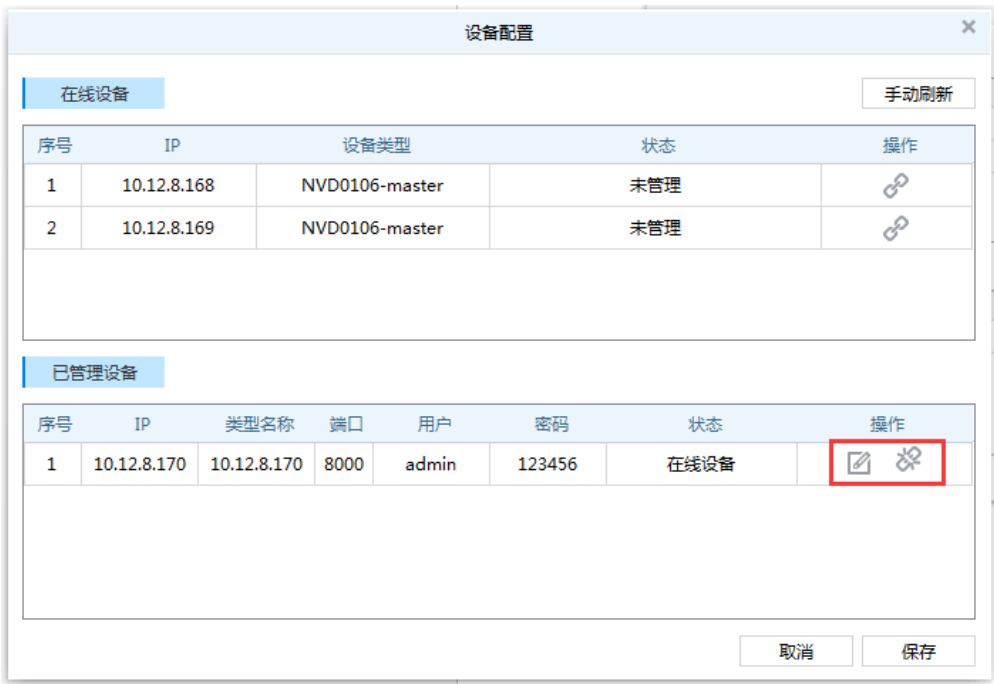 设备配置
在线设备 手动刷新
序号 IP 设备类型 状态 操作
1 10.12.8.168 NVD0106-master 未管理
2 10.12.8.169 NVD0106-master 未管理
已管理设备
序号 IP 类型名称 端口 用户 密码 状态 操作
1 10.12.8.170 10.12.8.170 8000 admin 123456 在线设备
取消 保存